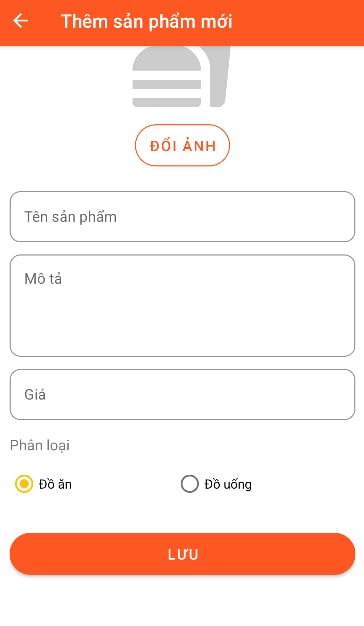 Thêm sản phẩm mới
ĐỔI ẢNH
Tên sản phẩm
Mô tả
Giá
Phân loại
Đồ ăn
Đồ uống
LƯU